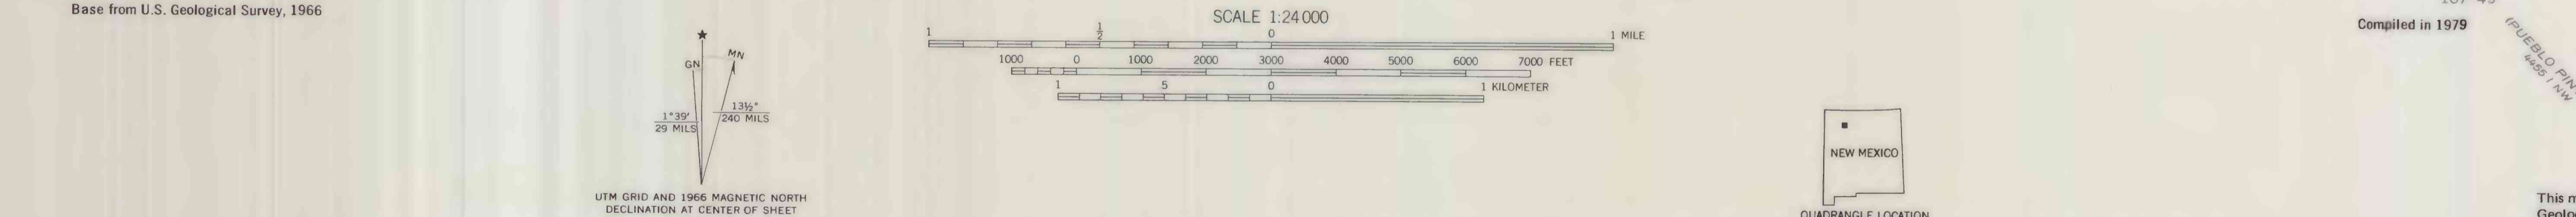 Base from U.S. Geological Survey, 1966
SCALE 1:24 000
1 ½ 0 1 MILE
1000 0 1000 2000 3000 4000 5000 6000 7000 FEET
1 5 0 1 KILOMETER
★
GN MN
1°39'
29 MILS
13½°
240 MILS
UTM GRID AND 1966 MAGNETIC NORTH
DECLINATION AT CENTER OF SHEET
NEW MEXICO
QUADRANGLE LOCATION
Compiled in 1979
(PUEBLO PIN
4455 I NW
This m
Geolo